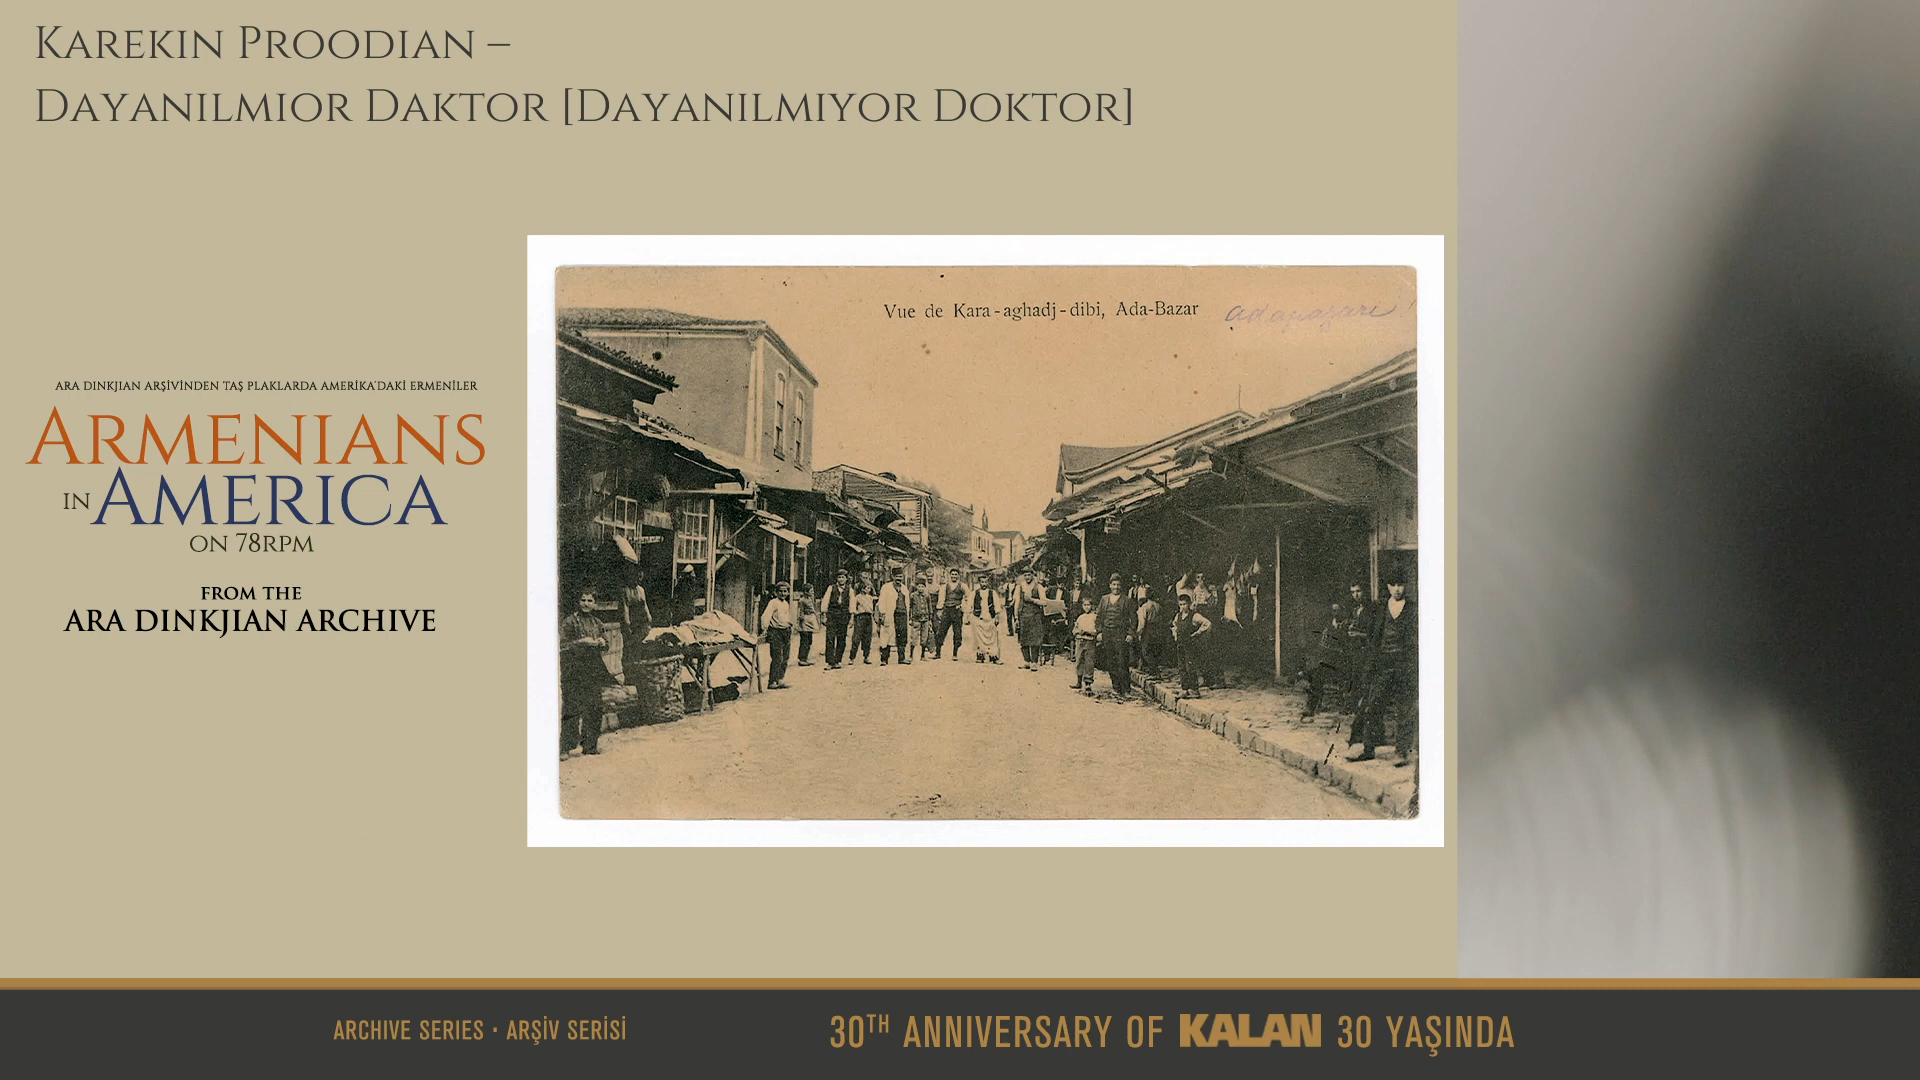 Karekin Proodian –
Dayanilmior Daktor [Dayanilmiyor Doktor]
Vue de Kara-aghadj-dibi, Ada-Bazar adapazari
ARA DINKJIAN ARŞİVİNDEN TAŞ PLAKLARDA AMERİKA'DAKİ ERMENİLER
ARMENIANS
IN AMERICA
ON 78RPM
FROM THE
ARA DINKJIAN ARCHIVE
ARCHIVE SERIES · ARŞİV SERİSİ
30TH ANNIVERSARY OF KALAN 30 YAŞINDA